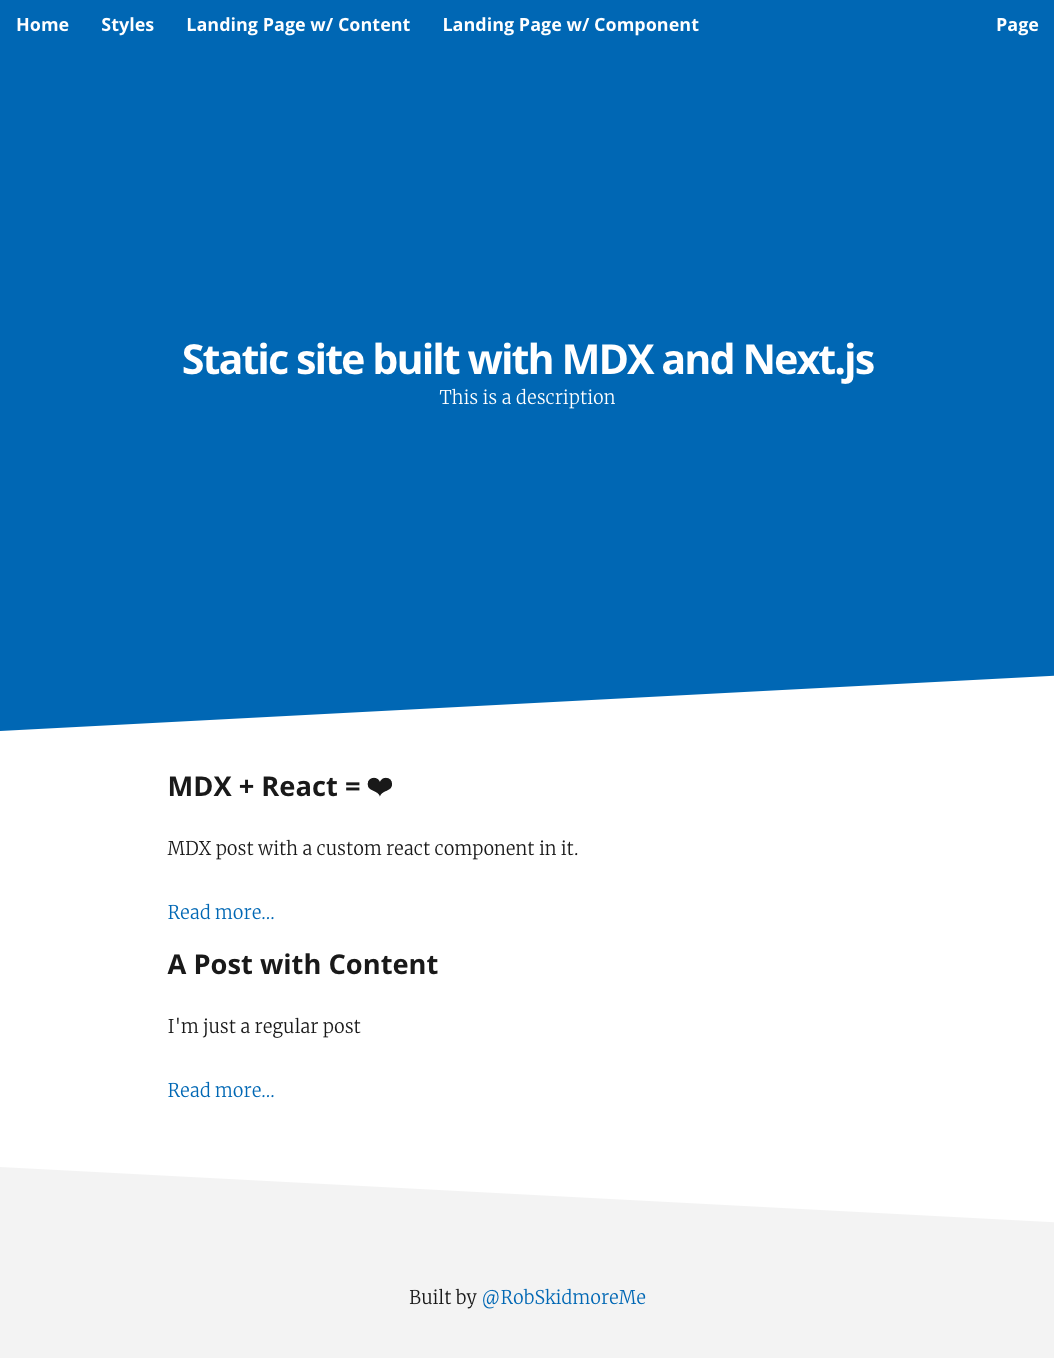 Home Styles Landing Page w/ Content Landing Page w/ Component Page
Static site built with MDX and Next.js
This is a description
MDX + React = ❤
MDX post with a custom react component in it.
Read more...
A Post with Content
I'm just a regular post
Read more...
Built by @RobSkidmoreMe